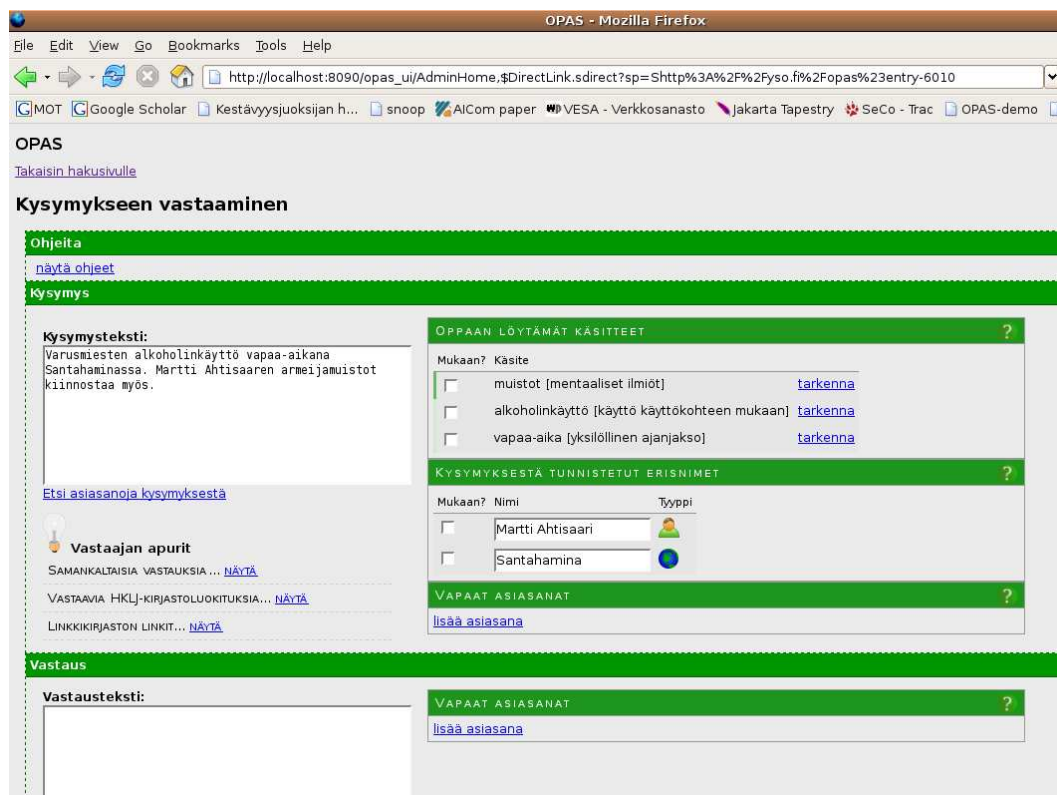 OPAS - Mozilla Firefox
File Edit View Go Bookmarks Tools Help
http://localhost:8090/opas_ui/AdminHome,$DirectLink.sdirect?sp=Shttp%3A%2F%2Fyso.fi%2Fopas%23entry-6010
MOT Google Scholar Kestävyysjuoksijan h... snoop AICom paper VESA - Verkkosanasto Jakarta Tapestry SeCo - Trac OPAS-demo
OPAS
Takaisin hakusivulle
Kysymykseen vastaaminen
Ohjeita
näytä ohjeet
Kysymys
Kysymysteksti:
Varusmiesten alkoholinkäyttö vapaa-aikana
Santahaminassa. Martti Ahtisaaren armeijamuistot
kiinnostaa myös.
Etsi asiasanoja kysymyksestä
Vastaajan apurit
SAMANKALTAISIA VASTAUKSIA ... NÄYTÄ
VASTAAVIA HKLJ-KIRJASTOLUOKITUKSIA... NÄYTÄ
LINKKIKIRJASTON LINKIT... NÄYTÄ
OPPAAN LÖYTÄMÄT KÄSITTEET ?
Mukaan? Käsite
muistot [mentaaliset ilmiöt] tarkenna
alkoholinkäyttö [käyttö käyttökohteen mukaan] tarkenna
vapaa-aika [yksilöllinen ajanjakso] tarkenna
KYSYMYKSESTÄ TUNNISTETUT ERISNIMET ?
Mukaan? Nimi Tyyppi
Martti Ahtisaari
Santahamina
VAPAAT ASIASANAT ?
lisää asiasana
Vastaus
Vastausteksti:
VAPAAT ASIASANAT ?
lisää asiasana